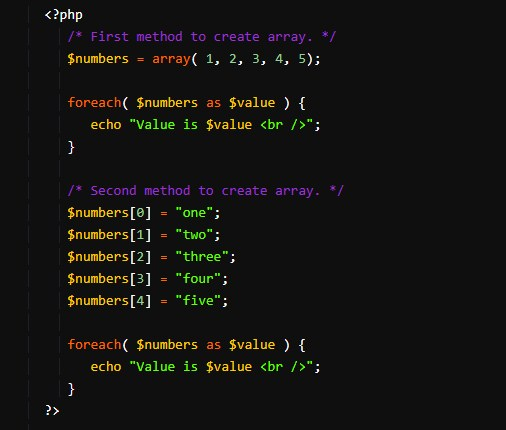 <?php
/* First method to create array. */
$numbers = array( 1, 2, 3, 4, 5);
foreach( $numbers as $value ) {
echo "Value is $value <br />";
}
/* Second method to create array. */
$numbers[0] = "one";
$numbers[1] = "two";
$numbers[2] = "three";
$numbers[3] = "four";
$numbers[4] = "five";
foreach( $numbers as $value ) {
echo "Value is $value <br />";
}
?>